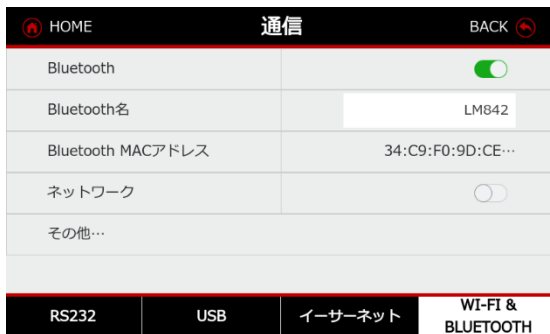 HOME 通信 BACK
Bluetooth
Bluetooth名 LM842
Bluetooth MACアドレス 34:C9:F0:9D:CE…
ネットワーク
その他…
RS232 USB イーサーネット WI-FI &
BLUETOOTH